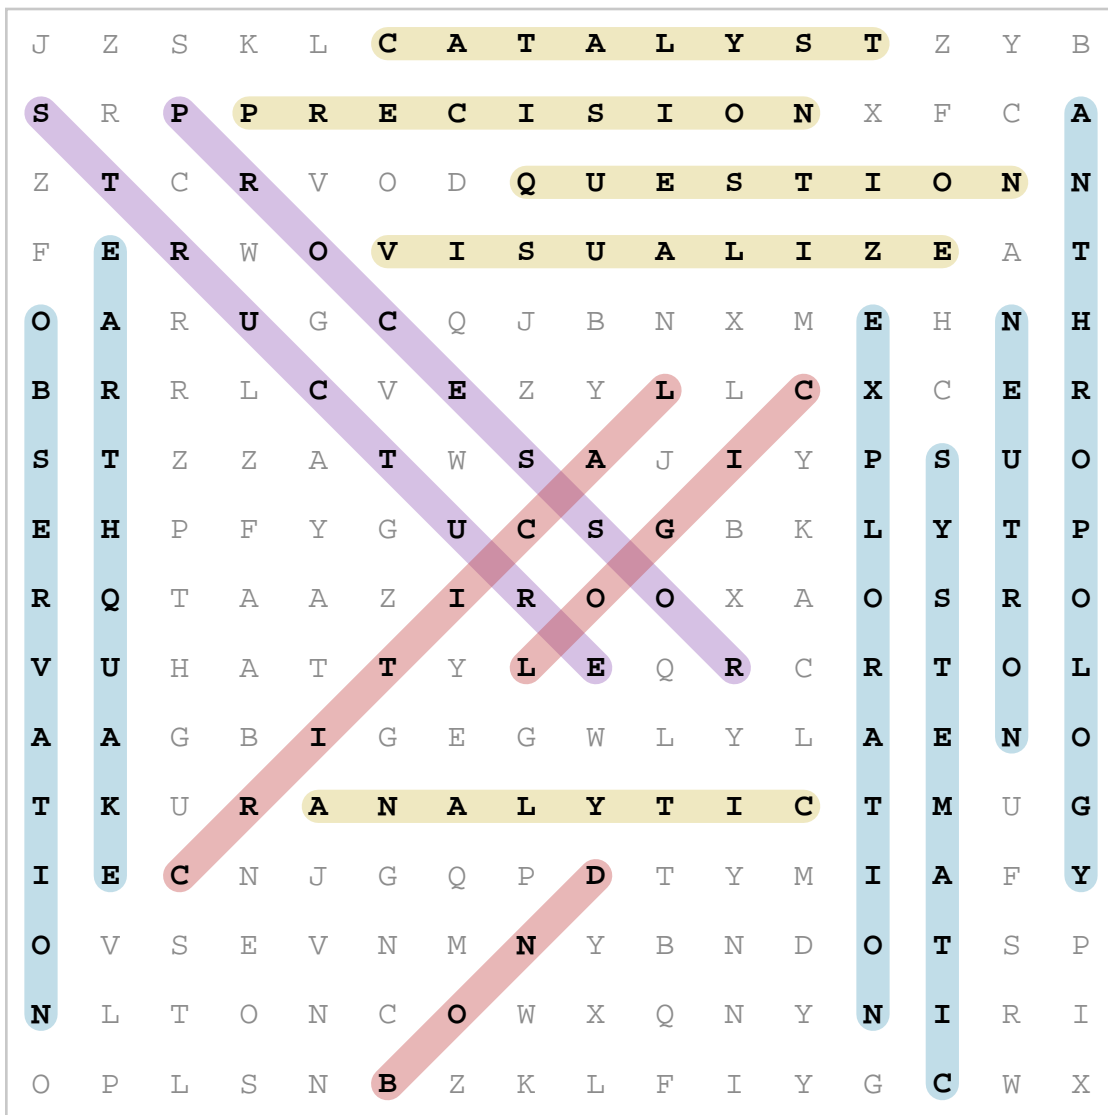 J Z S K L C A T A L Y S T Z Y B
S R P P R E C I S I O N X F C A
Z T C R V O D Q U E S T I O N N
F E R W O V I S U A L I Z E A T
O A R U G C Q J B N X M E H N H
B R R L C V E Z Y L L C X C E R
S T Z Z A T W S A J I Y P S U O
E H P F Y G U C S G B K L Y T P
R Q T A A Z I R O O X A O S R O
V U H A T T Y L E Q R C R T O L
A A G B I G E G W L Y L A E N O
T K U R A N A L Y T I C T M U G
I E C N J G Q P D T Y M I A F Y
O V S E V N M N Y B N D O T S P
N L T O N C O W X Q N Y N I R I
O P L S N B Z K L F I Y G C W X